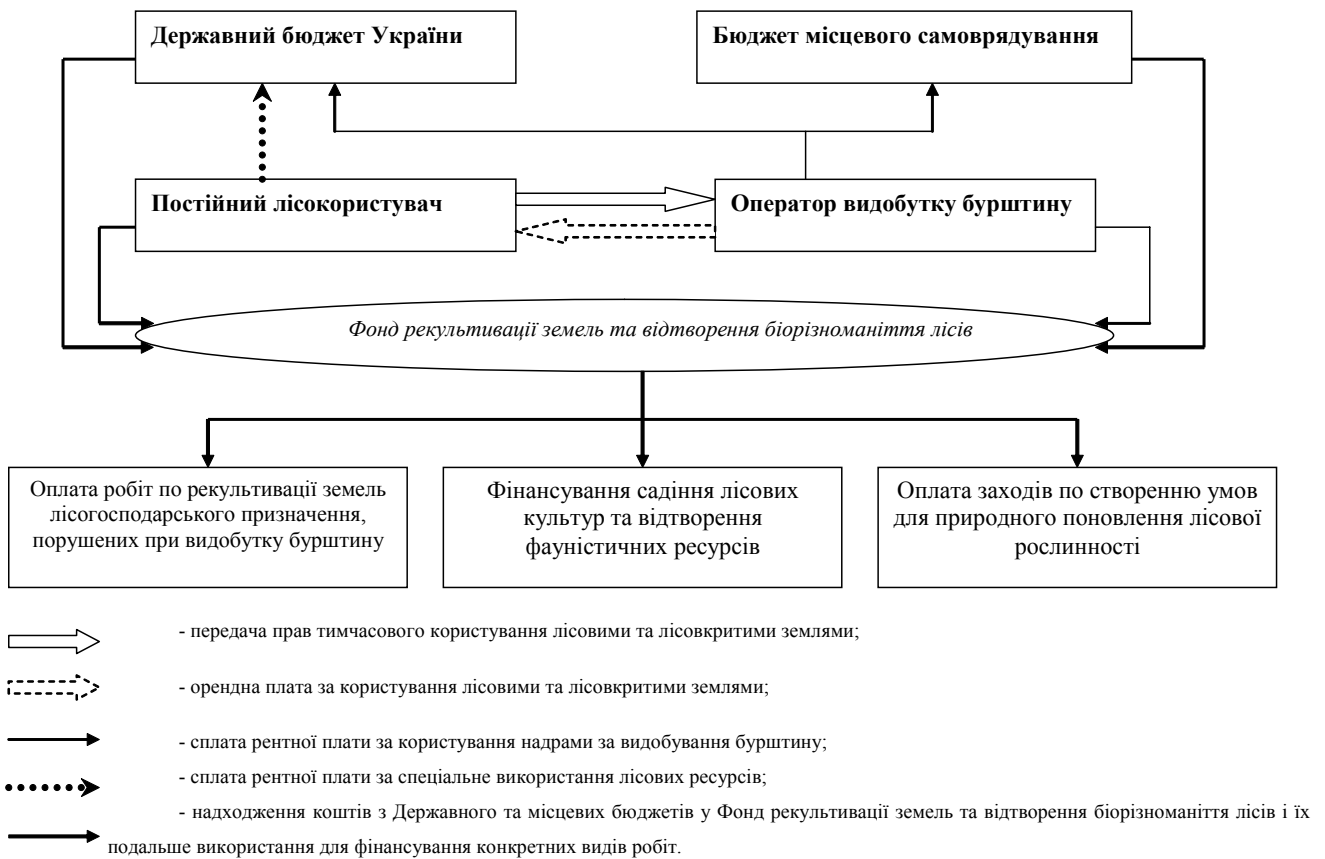 Державний бюджет України
Бюджет місцевого самоврядування
Постійний лісокористувач
Оператор видобутку бурштину
Фонд рекультивації земель та відтворення біорізноманіття лісів
Оплата робіт по рекультивації земель
лісогосподарського призначення,
порушених при видобутку бурштину
Фінансування садіння лісових
культур та відтворення
фауністичних ресурсів
Оплата заходів по створенню умов
для природного поновлення лісової
рослинності
- передача прав тимчасового користування лісовими та лісовкритими землями;
- орендна плата за користування лісовими та лісовкритими землями;
- сплата рентної плати за користування надрами за видобування бурштину;
- сплата рентної плати за спеціальне використання лісових ресурсів;
- надходження коштів з Державного та місцевих бюджетів у Фонд рекультивації земель та відтворення біорізноманіття лісів і їх
подальше використання для фінансування конкретних видів робіт.